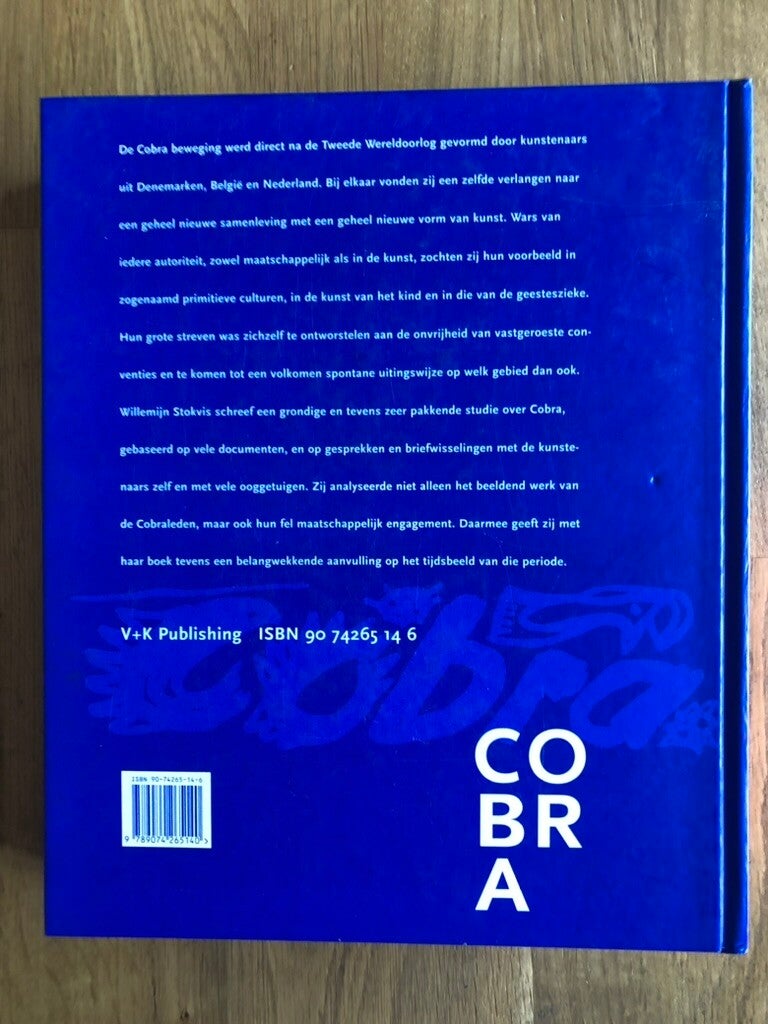 De Cobra beweging werd direct na de Tweede Wereldoorlog gevormd door kunstenaars
uit Denemarken, België en Nederland. Bij elkaar vonden zij een zelfde verlangen naar
een geheel nieuwe samenleving met een geheel nieuwe vorm van kunst. Wars van
iedere autoriteit, zowel maatschappelijk als in de kunst, zochten zij hun voorbeeld in
zogenaamd primitieve culturen, in de kunst van het kind en in die van de geesteszieke.
Hun grote streven was zichzelf te ontworstelen aan de onvrijheid van vastgeroeste con-
venties en te komen tot een volkomen spontane uitingswijze op welk gebied dan ook.
Willemijn Stokvis schreef een grondige en tevens zeer pakkende studie over Cobra,
gebaseerd op vele documenten, en op gesprekken en briefwisselingen met de kunste-
naars zelf en met vele ooggetuigen. Zij analyseerde niet alleen het beeldend werk van
de Cobraleden, maar ook hun fel maatschappelijk engagement. Daarmee geeft zij met
haar boek tevens een belangwekkende aanvulling op het tijdsbeeld van die periode.
Cobra
V+K Publishing ISBN 90 74265 14 6
ISBN 90-74265-14-6
9 789074 265140 >
CO
BR
A